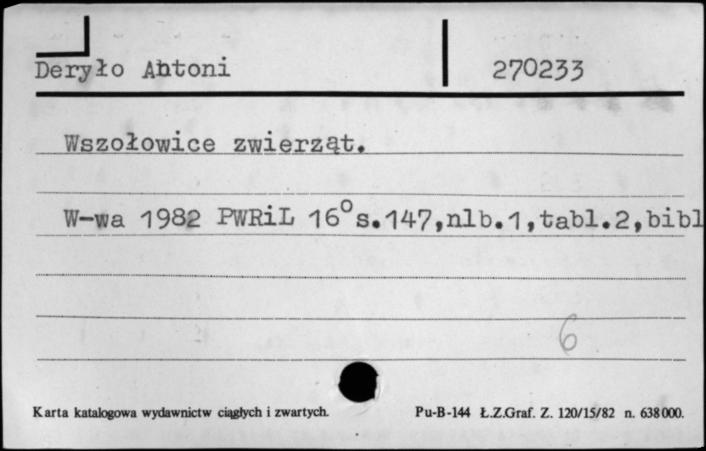 Deryło Antoni 270233
Wszołowice zwierząt.
W-wa 1982 PWRiL 16° s.147,nlb.1,tabl.2,bibl
6
Karta katalogowa wydawnictw ciągłych i zwartych. Pu-B-144 Ł.Z.Graf. Z. 120/15/82 n. 638000.